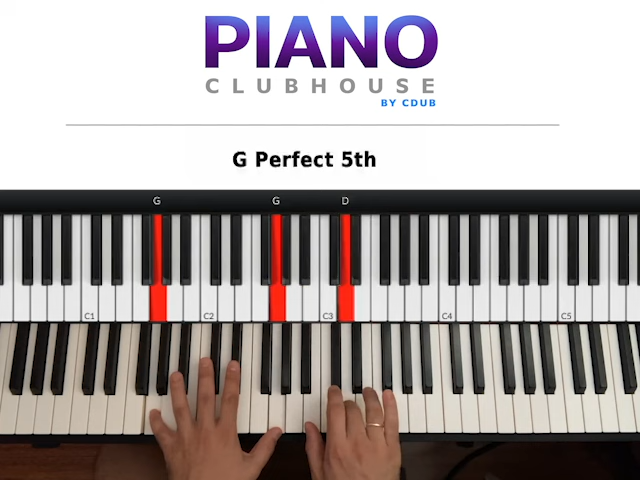 PIANO
CLUBHOUSE
BY CDUB
G Perfect 5th
G G D
C1 C2 C3 C4 C5